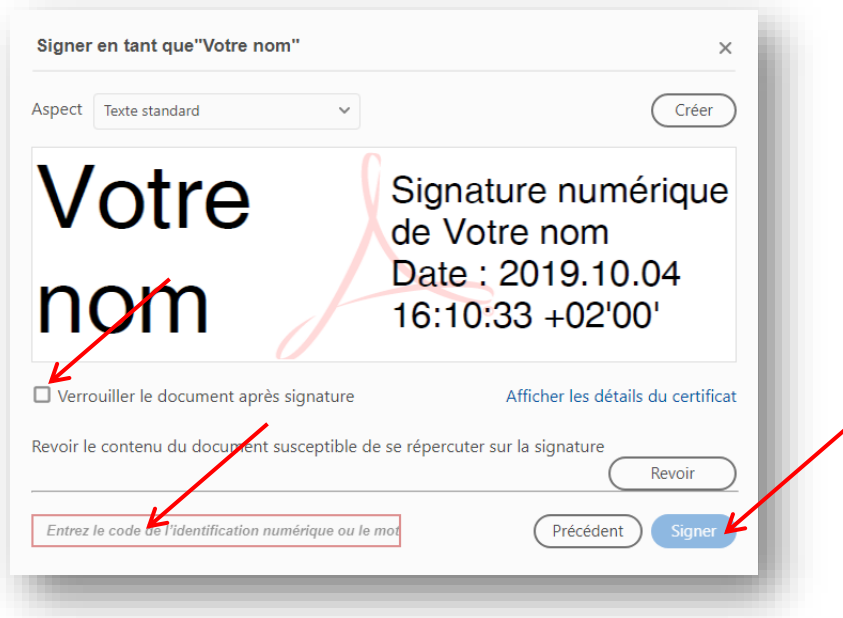 Signer en tant que"Votre nom"
Aspect Texte standard Créer
Votre
nom
Signature numérique
de Votre nom
Date : 2019.10.04
16:10:33 +02'00'
Verrouiller le document après signature Afficher les détails du certificat
Revoir le contenu du document susceptible de se répercuter sur la signature
Revoir
Entrez le code de l'identification numérique ou le mot Précédent Signer